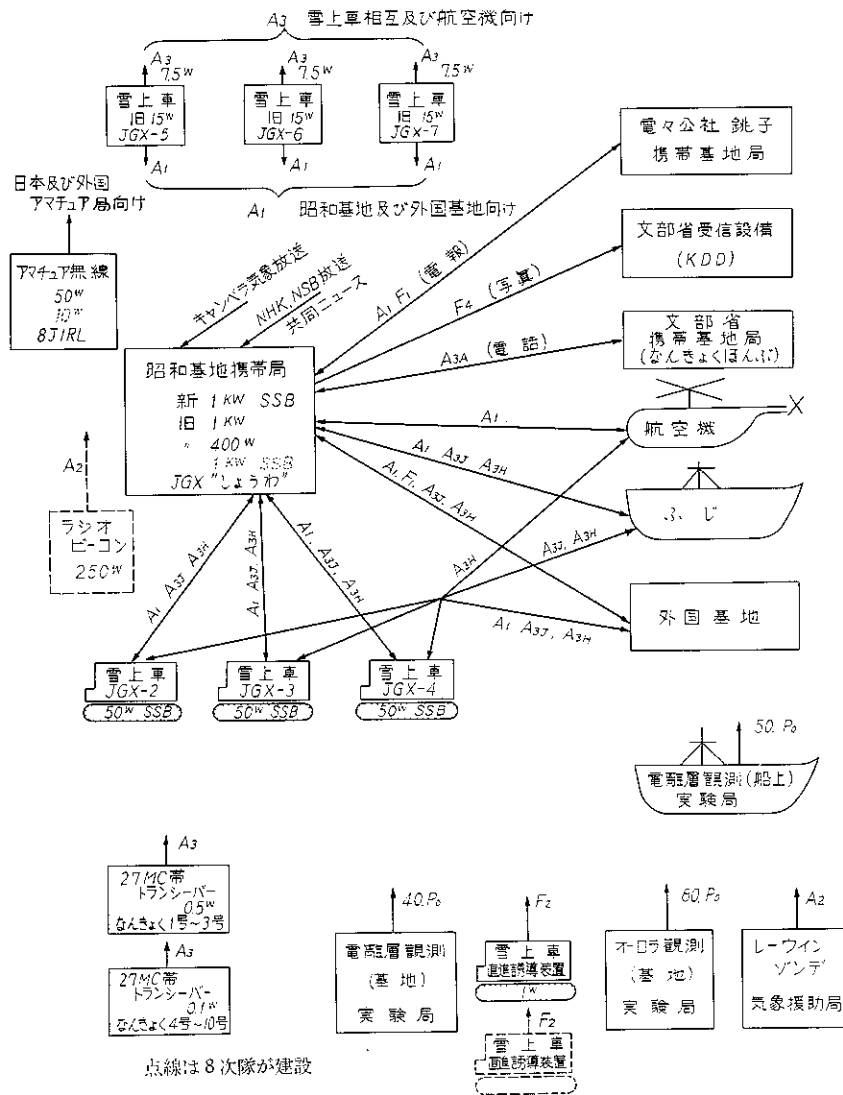 A3 雪上車相互及び航空機向け
A3
7.5W
A3
7.5W
A3
7.5W
雪上車
旧 15W
JGX-5
雪上車
旧 15W
JGX-6
雪上車
旧 15W
JGX-7
A1
A1
A1
A1 昭和基地及び外国基地向け
日本及び外国
アマチュア局向け
アマチュア無線
50W
10W
8J1RL
キャンベラ気象放送
NHK, NSB放送
共同ニュース
昭和基地携帯局
新 1KW SSB
旧 1KW
〃 400W
1KW SSB
JGX "しょうわ"
電々公社 銚子
携帯基地局
文部省受信設備
(KDD)
文部省
携帯基地局
(なんきょくほんぶ)
航空機
ふじ
外国基地
A1 F1 (電報)
F4 (写真)
A3A (電話)
A1
A1 A3J A3H
A1, F1, A3J, A3H
A3H
A3J, A3H
A1 A3J, A3H
A2
ラジオ
ビーコン
250W
A1 A3J A3H
A1 A3J, A3H
A1, A3J, A3H
雪上車
JGX-2
50W SSB
雪上車
JGX-3
50W SSB
雪上車
JGX-4
50W SSB
50. P0
電離層観測(船上)
実験局
A3
27MC帯
トランシーバー
0.5W
なんきょく1号~3号
A3
27MC帯
トランシーバー
0.1W
なんきょく4号~10号
40. P0
電離層観測
(基地)
実験局
F2
雪上車
直進誘導装置
1W
F2
雪上車
直進誘導装置
60. P0
オーロラ観測
(基地)
実験局
A2
レーウィン
ゾンデ
気象援助局
点線は8次隊が建設